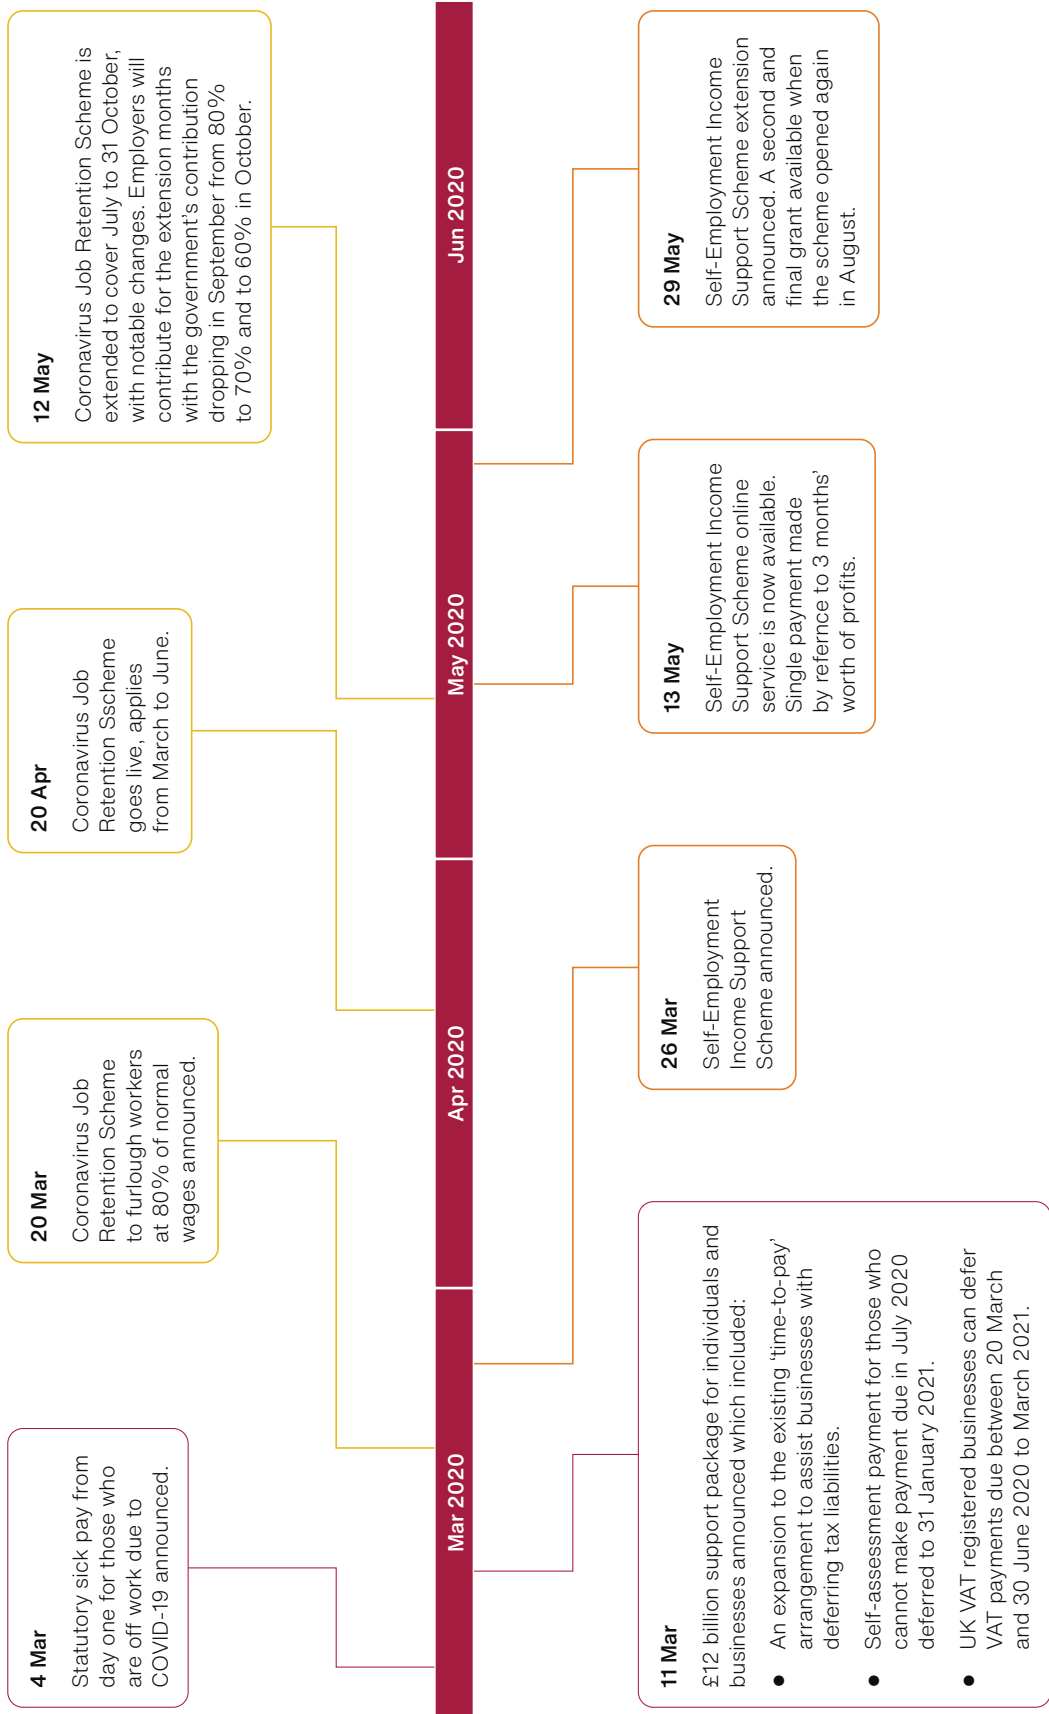 4 Mar
Statutory sick pay from
day one for those who
are off work due to
COVID-19 announced.
20 Mar
Coronavirus Job
Retention Scheme
to furlough workers
at 80% of normal
wages announced.
20 Apr
Coronavirus Job
Retention Sscheme
goes live, applies
from March to June.
12 May
Coronavirus Job Retention Scheme is
extended to cover July to 31 October,
with notable changes. Employers will
contribute for the extension months
with the government’s contribution
dropping in September from 80%
to 70% and to 60% in October.
Mar 2020
Apr 2020
May 2020
Jun 2020
11 Mar
£12 billion support package for individuals and
businesses announced which included:
● An expansion to the existing ‘time-to-pay’
arrangement to assist businesses with
deferring tax liabilities.
● Self-assessment payment for those who
cannot make payment due in July 2020
deferred to 31 January 2021.
● UK VAT registered businesses can defer
VAT payments due between 20 March
and 30 June 2020 to March 2021.
26 Mar
Self-Employment
Income Support
Scheme announced.
13 May
Self-Employment Income
Support Scheme online
service is now available.
Single payment made
by refernce to 3 months’
worth of profits.
29 May
Self-Employment Income
Support Scheme extension
announced. A second and
final grant available when
the scheme opened again
in August.